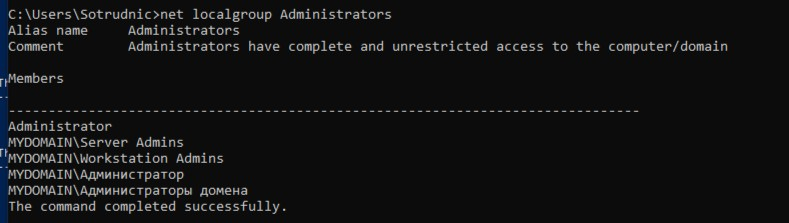 C:\Users\Sotrudnic>net localgroup Administrators
Alias name     Administrators
Comment        Administrators have complete and unrestricted access to the computer/domain
Members
-------------------------------------------------------------------------------
Administrator
MYDOMAIN\Server Admins
MYDOMAIN\Workstation Admins
MYDOMAIN\Администратор
MYDOMAIN\Администраторы домена
The command completed successfully.